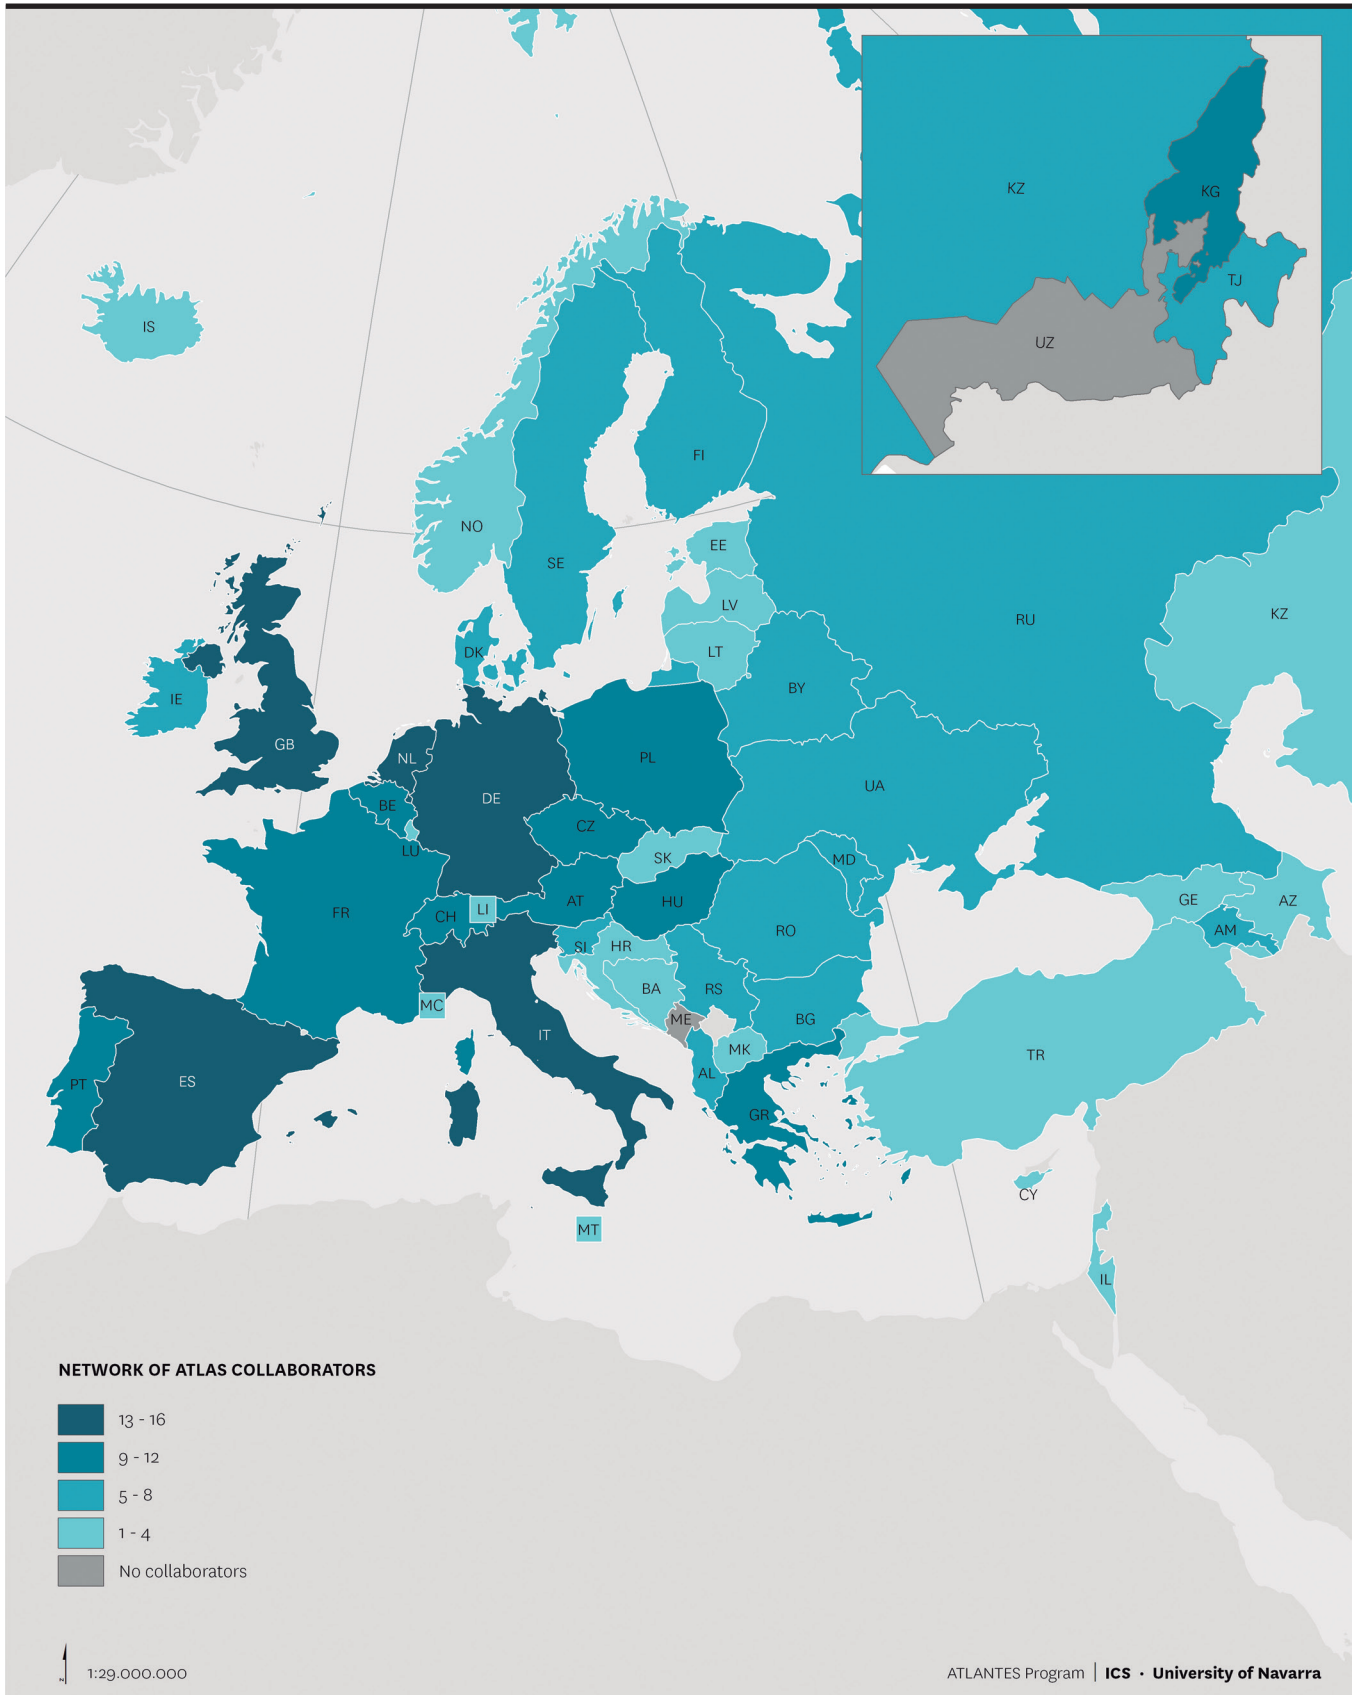 KZ
KG
TJ
UZ
IS
FI
NO
SE
EE
LV
LT
RU
KZ
DK
BY
IE
GB
NL
PL
DE
UA
BE
CZ
LU
SK
MD
FR
CH
LI
AT
HU
GE
AZ
AM
RO
SI
HR
BA
RS
MC
ME
BG
IT
MK
TR
AL
PT
ES
GR
CY
MT
IL
NETWORK OF ATLAS COLLABORATORS
13 - 16
9 - 12
5 - 8
1 - 4
No collaborators
N
1:29.000.000
ATLANTES Program | ICS · University of Navarra